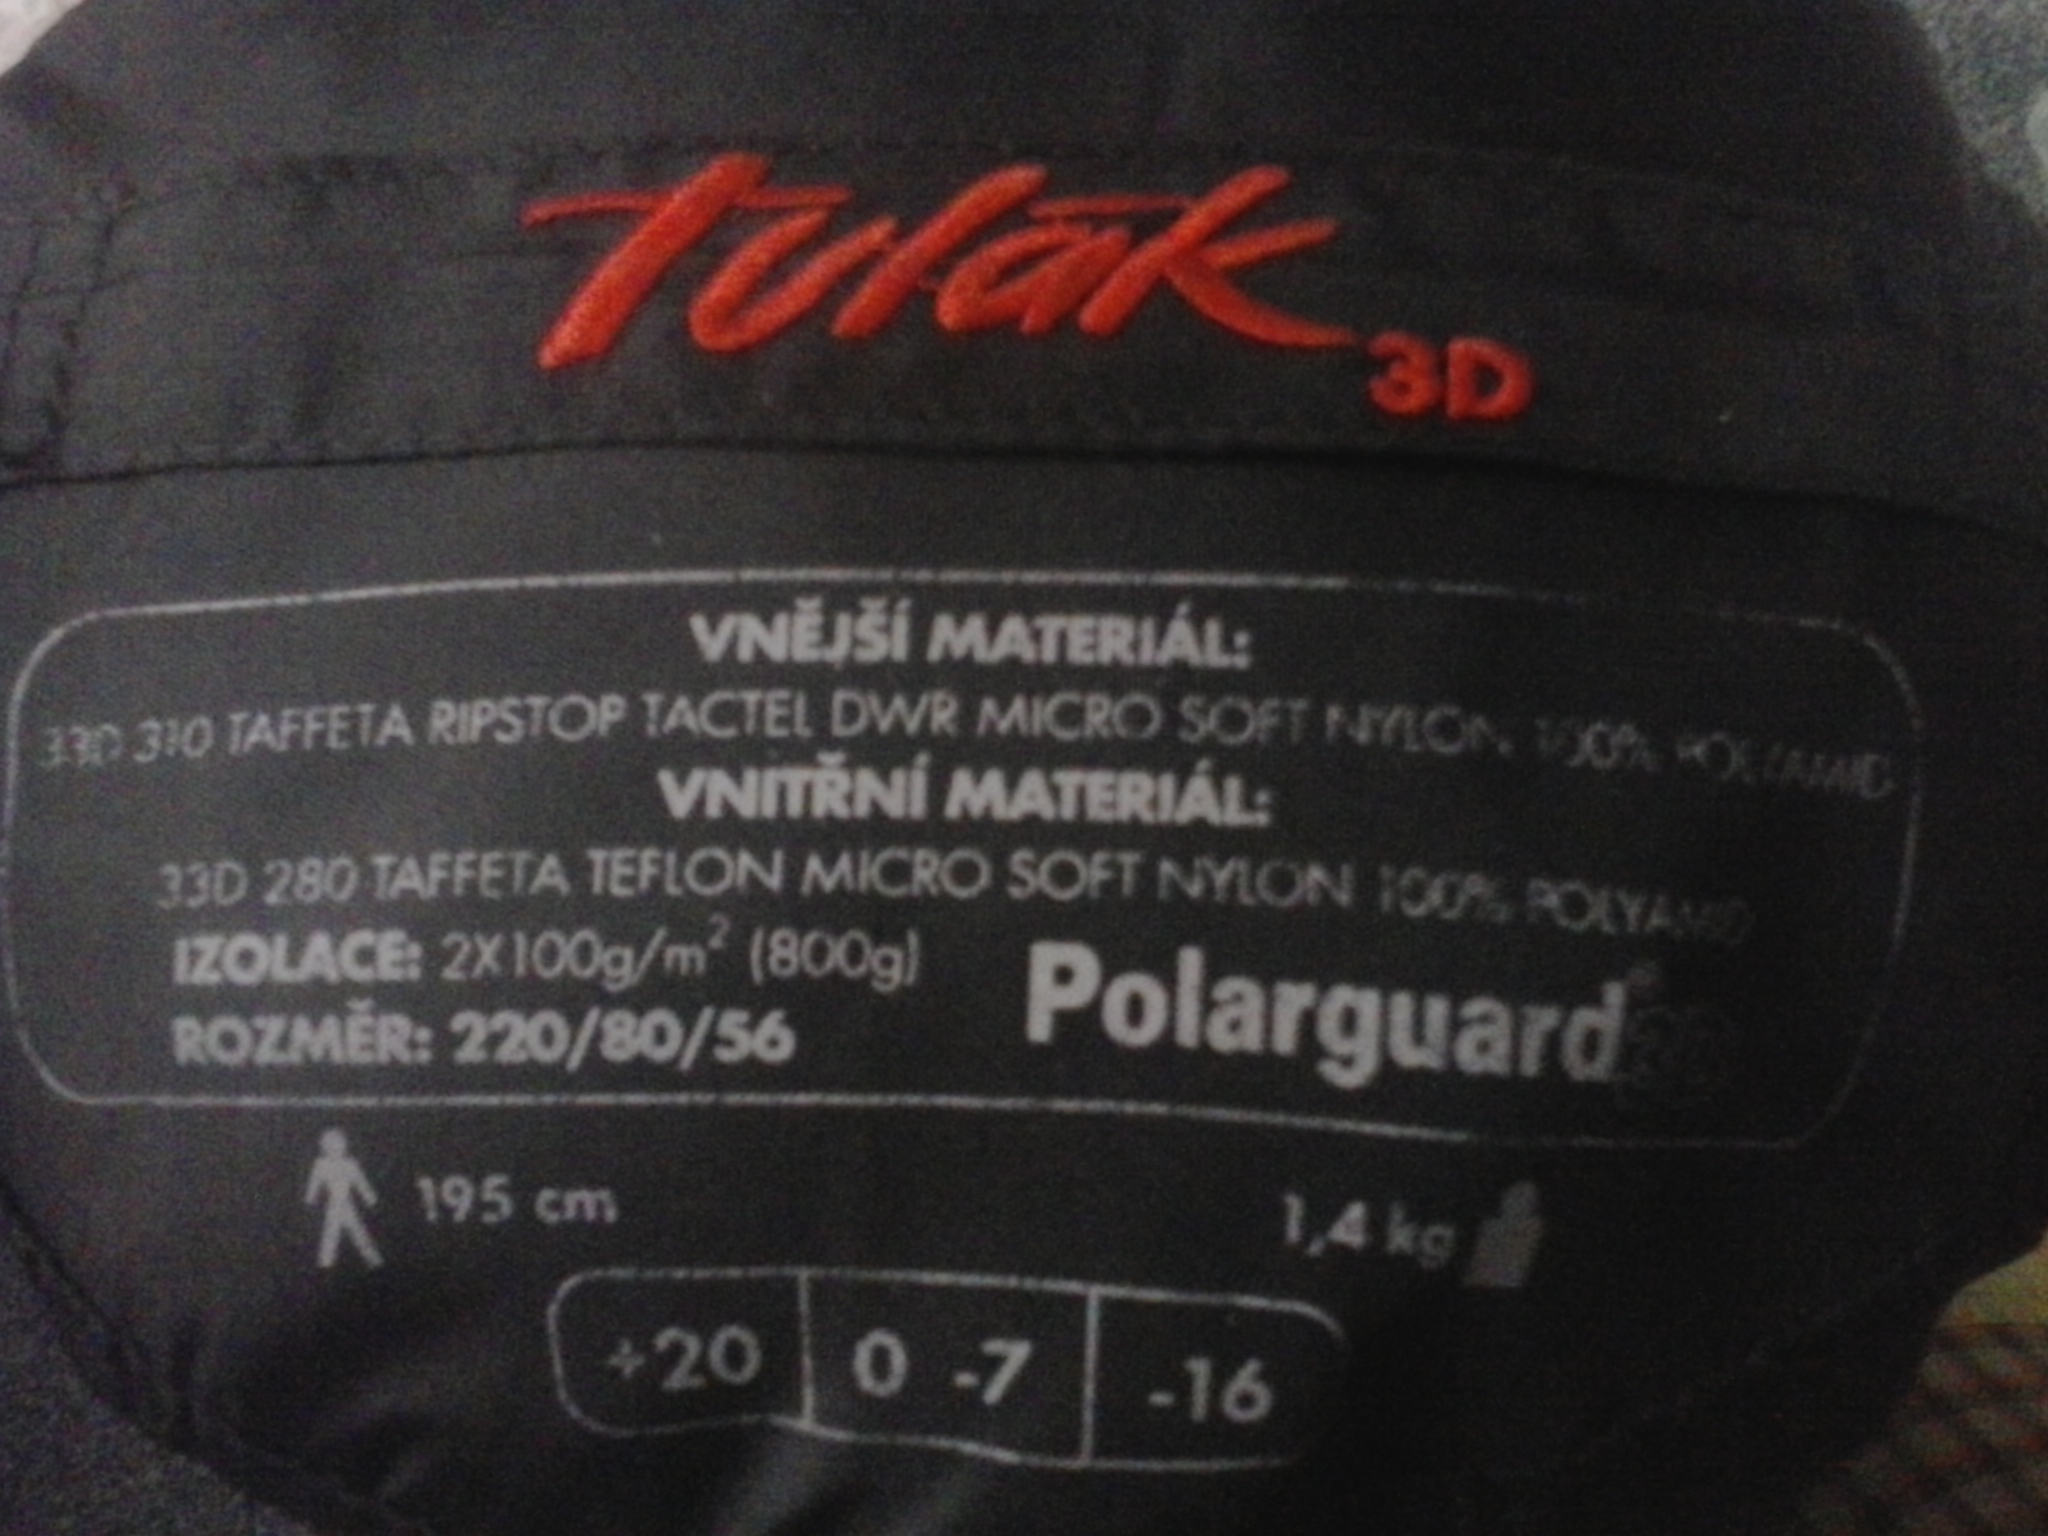 Tulák 3D
VNĚJŠÍ MATERIÁL:
33D 310 TAFFETA RIPSTOP TACTEL DWR MICRO SOFT NYLON 100% POLYAMID
VNITŘNÍ MATERIÁL:
33D 280 TAFFETA TEFLON MICRO SOFT NYLON 100% POLYAMID
IZOLACE: 2X100g/m² (800g)
ROZMĚR: 220/80/56
Polarguard®
195 cm
1,4 kg
+20 0 -7 -16